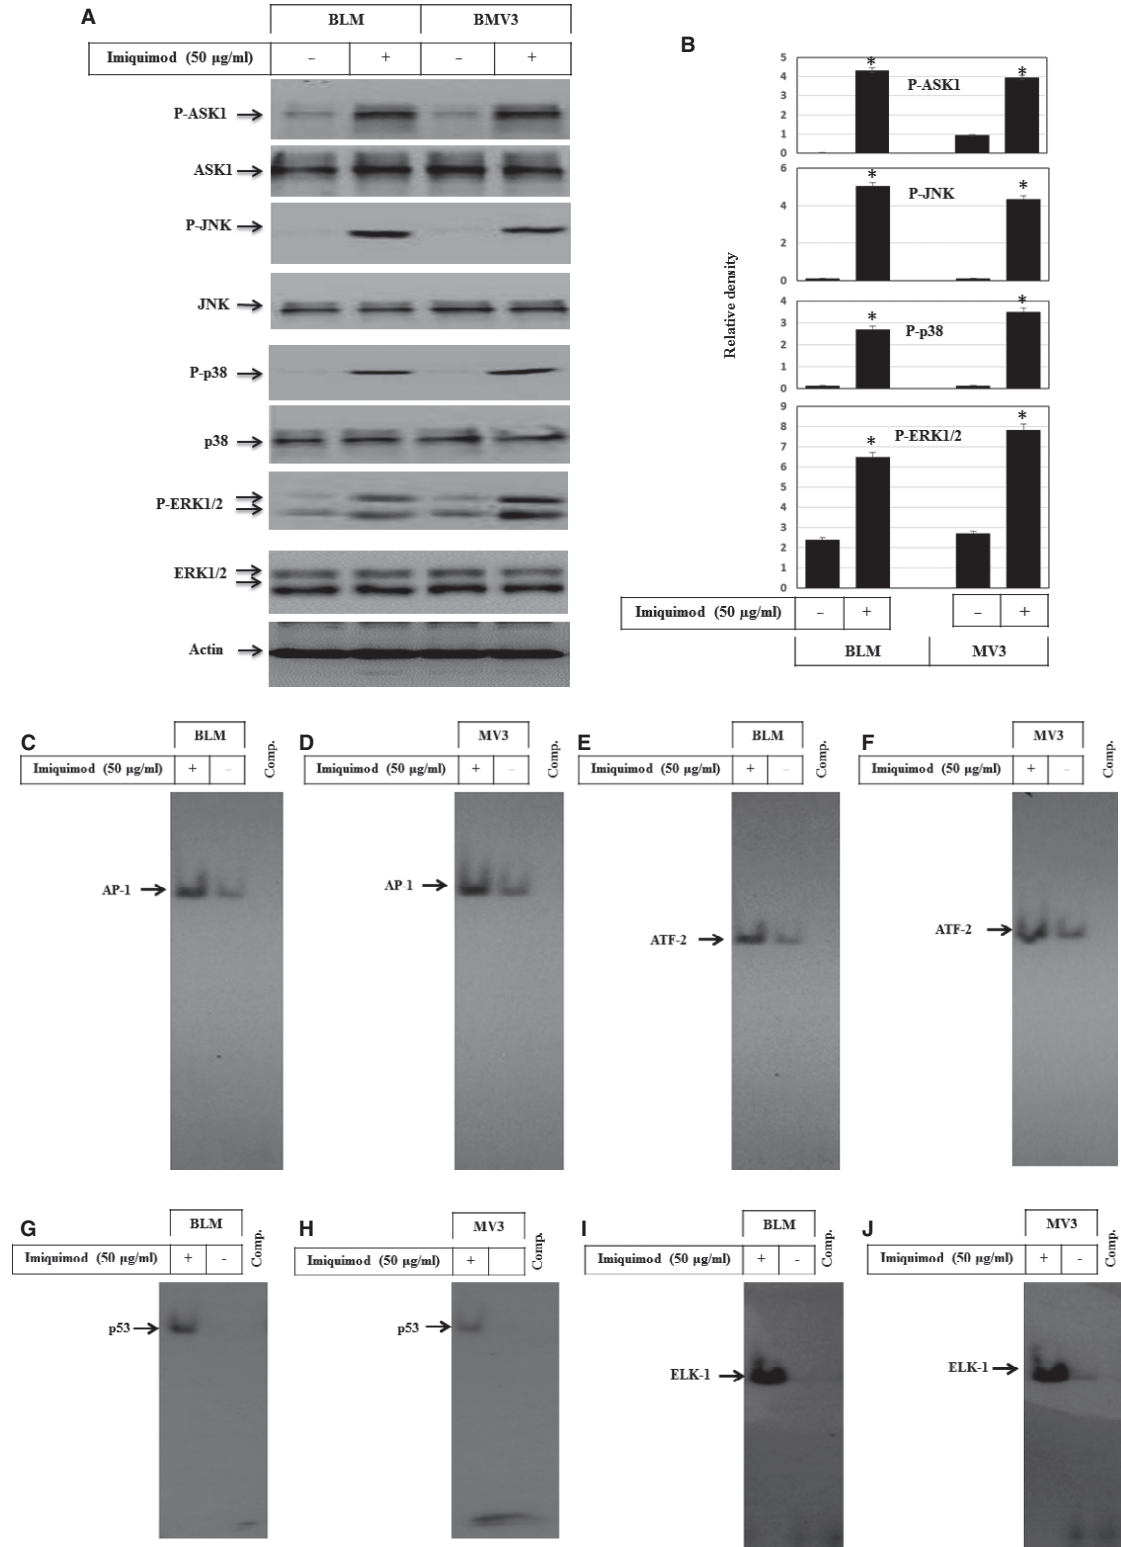 A
BLM BMV3
Imiquimod (50 µg/ml) – + – +
P-ASK1
ASK1
P-JNK
JNK
P-p38
p38
P-ERK1/2
ERK1/2
Actin
B
Relative density
5
4
3
2
1
0
* *
P-ASK1
6
4
2
0
* *
P-JNK
4
3
2
1
0
* *
P-p38
9
8
7
6
5
4
3
2
1
0
* *
P-ERK1/2
Imiquimod (50 µg/ml) – + – +
BLM MV3
C
BLM
Imiquimod (50 µg/ml) + –
Comp.
AP-1
D
MV3
Imiquimod (50 µg/ml) + –
Comp.
AP-1
E
BLM
Imiquimod (50 µg/ml) + –
Comp.
ATF-2
F
MV3
Imiquimod (50 µg/ml) + –
Comp.
ATF-2
G
BLM
Imiquimod (50 µg/ml) + -
Comp.
p53
H
MV3
Imiquimod (50 µg/ml) +
Comp.
p53
I
BLM
Imiquimod (50 µg/ml) + -
Comp.
ELK-1
J
MV3
Imiquimod (50 µg/ml) + -
Comp.
ELK-1